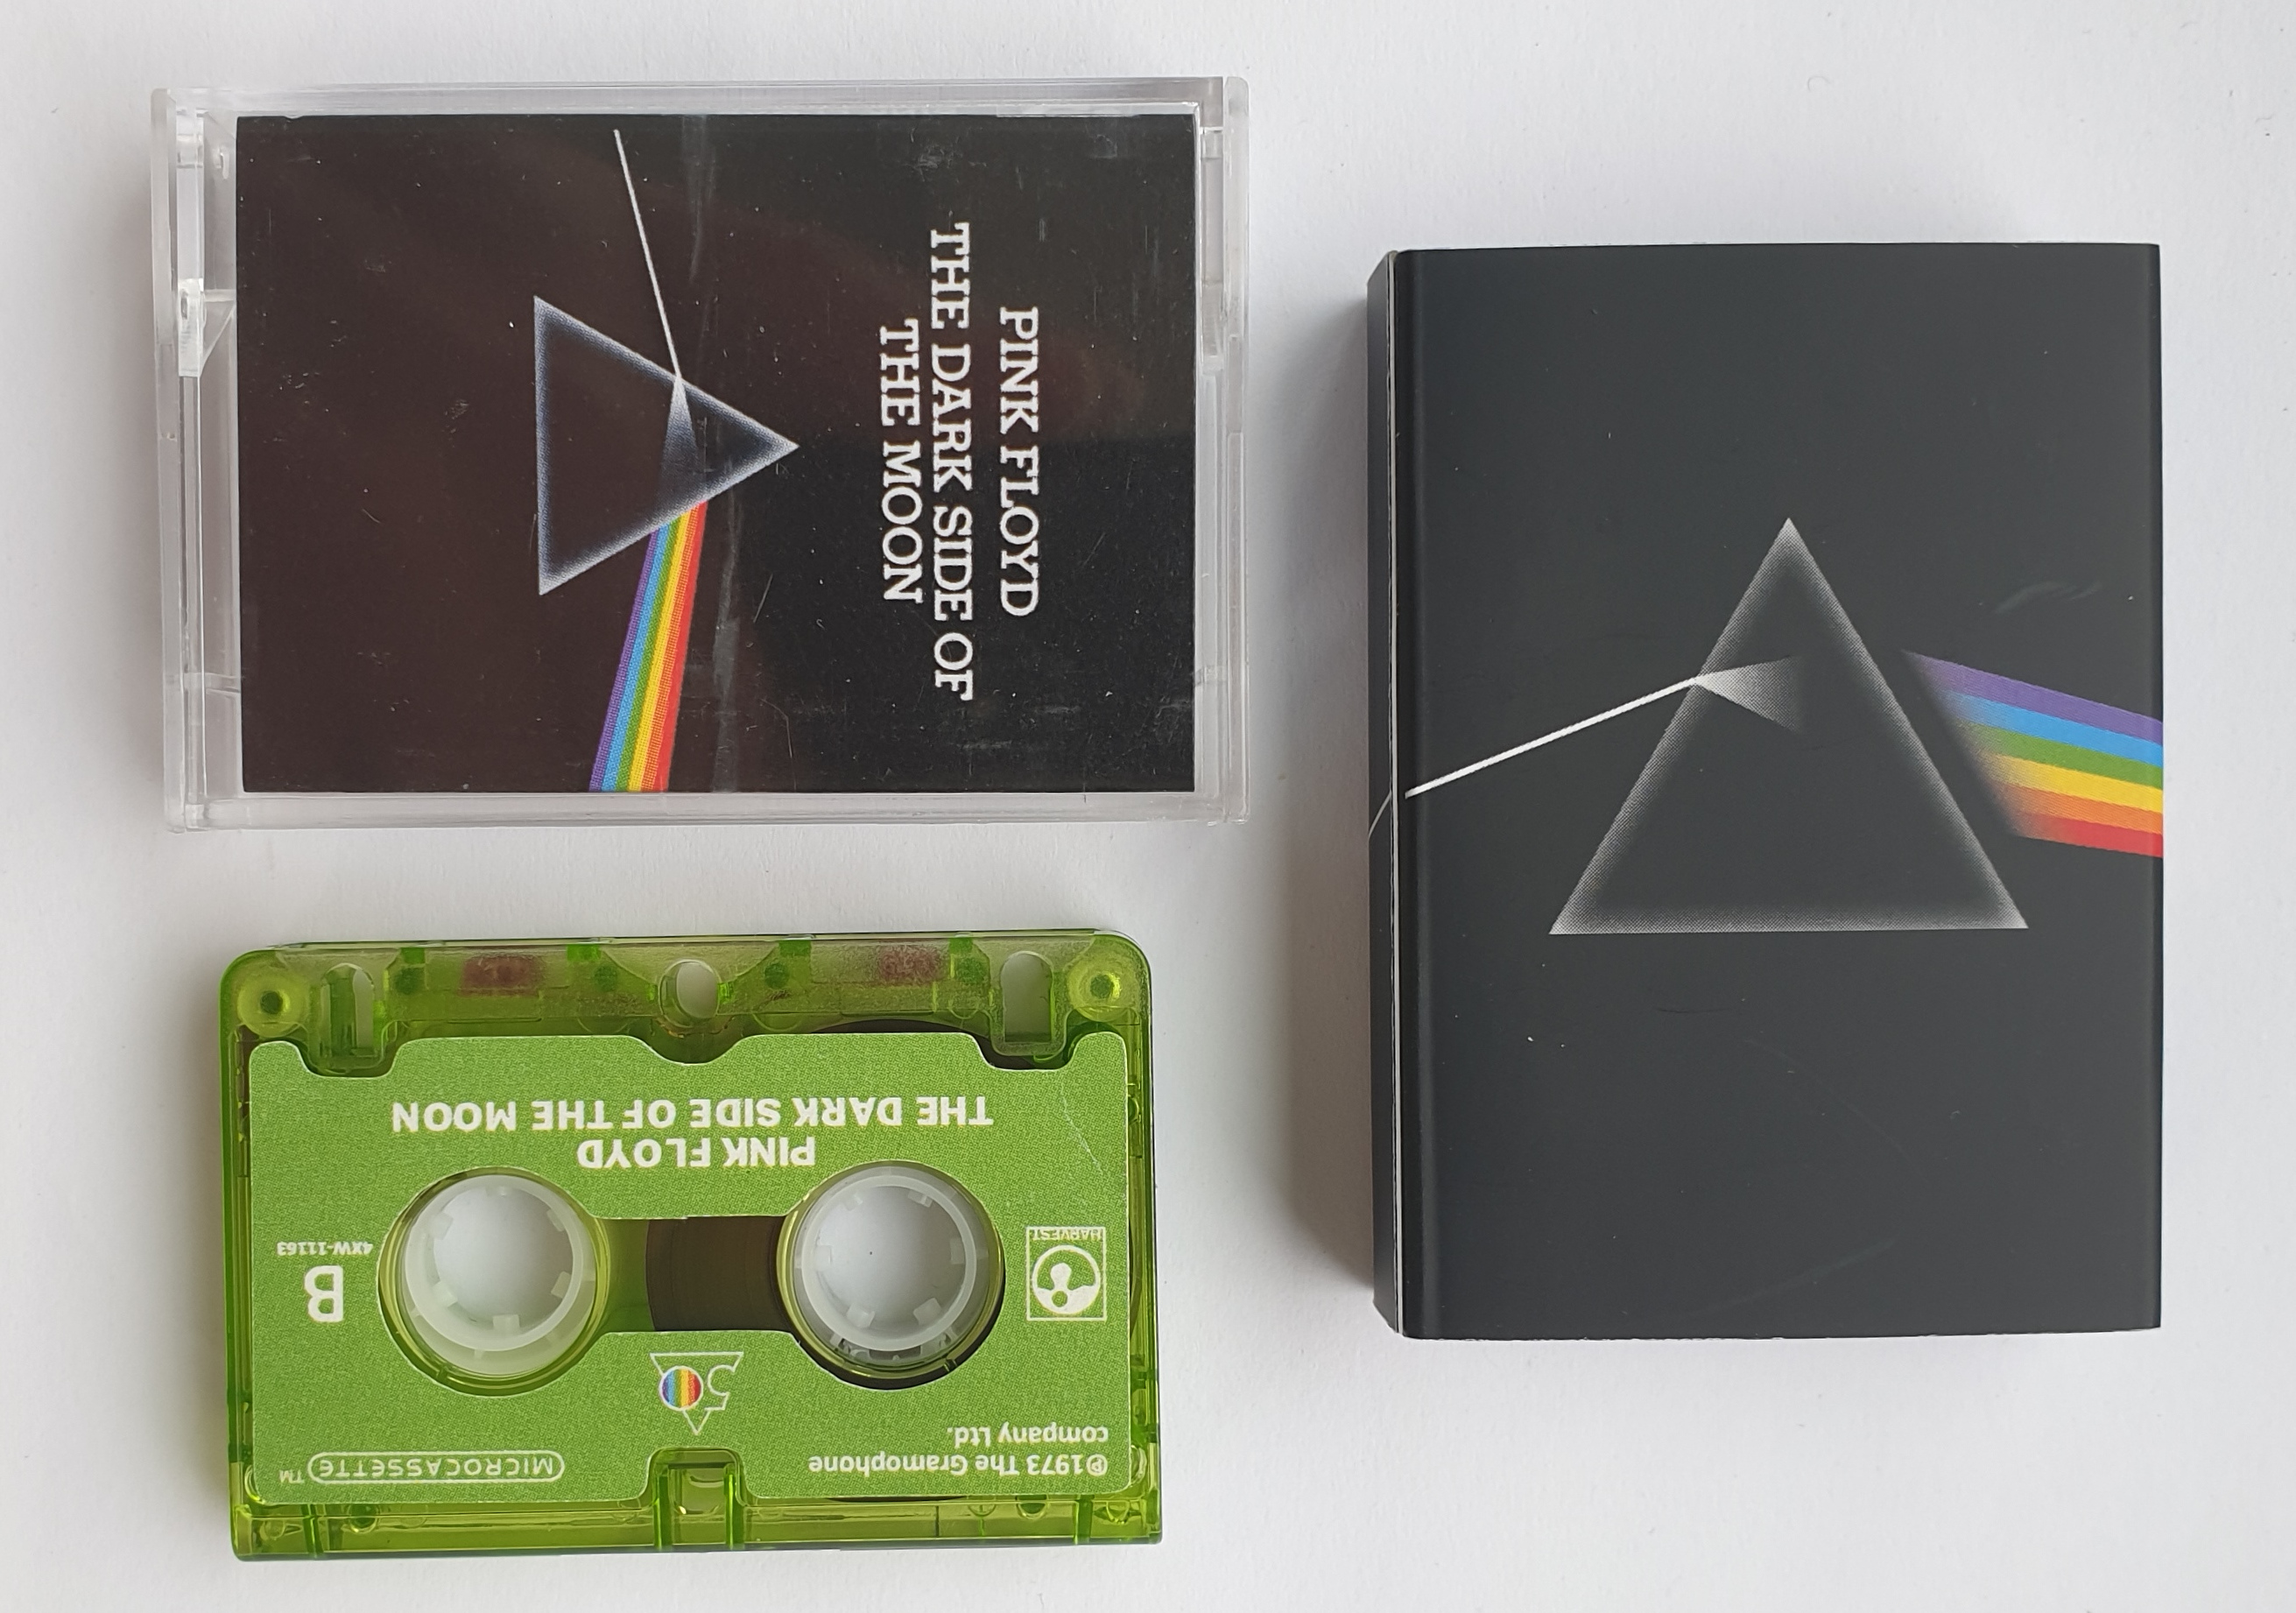 PINK FLOYD
THE DARK SIDE OF
THE MOON
℗1973 The Gramophone
company Ltd.
MICROCASSETTE TM
50
HARVEST
B
4XW-11163
PINK FLOYD
THE DARK SIDE OF THE MOON